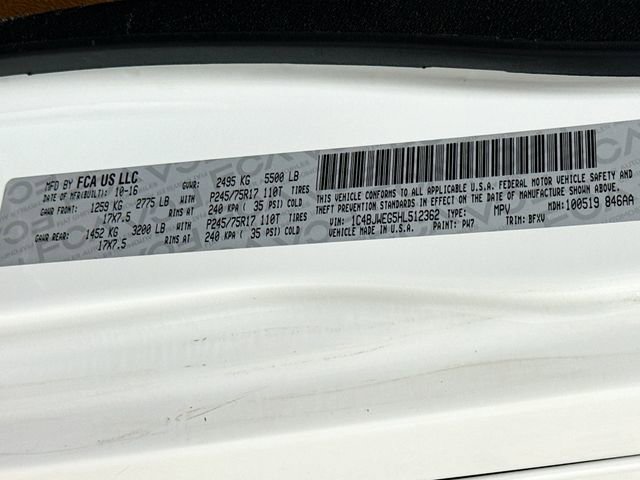 MFD BY FCA US LLC
DATE OF MFR(BUILT): 10-16
GVWR: 2495 KG 5500 LB
GAWR FRONT: 1259 KG 2775 LB WITH P245/75R17 110T TIRES
17X7.5 RIMS AT 240 KPA ( 35 PSI) COLD
GAWR REAR: 1452 KG 3200 LB WITH P245/75R17 110T TIRES
17X7.5 RIMS AT 240 KPA ( 35 PSI) COLD
THIS VEHICLE CONFORMS TO ALL APPLICABLE U.S.A. FEDERAL MOTOR VEHICLE SAFETY AND
THEFT STANDARDS IN EFFECT ON THE DATE OF MANUFACTURE SHOWN ABOVE.
VIN: 1C4BJWEG5HL512362 TYPE: MPV MDH: 100519 846AA
VEHICLE MADE IN U.S.A. PAINT: PW7 TRIM: BFXV